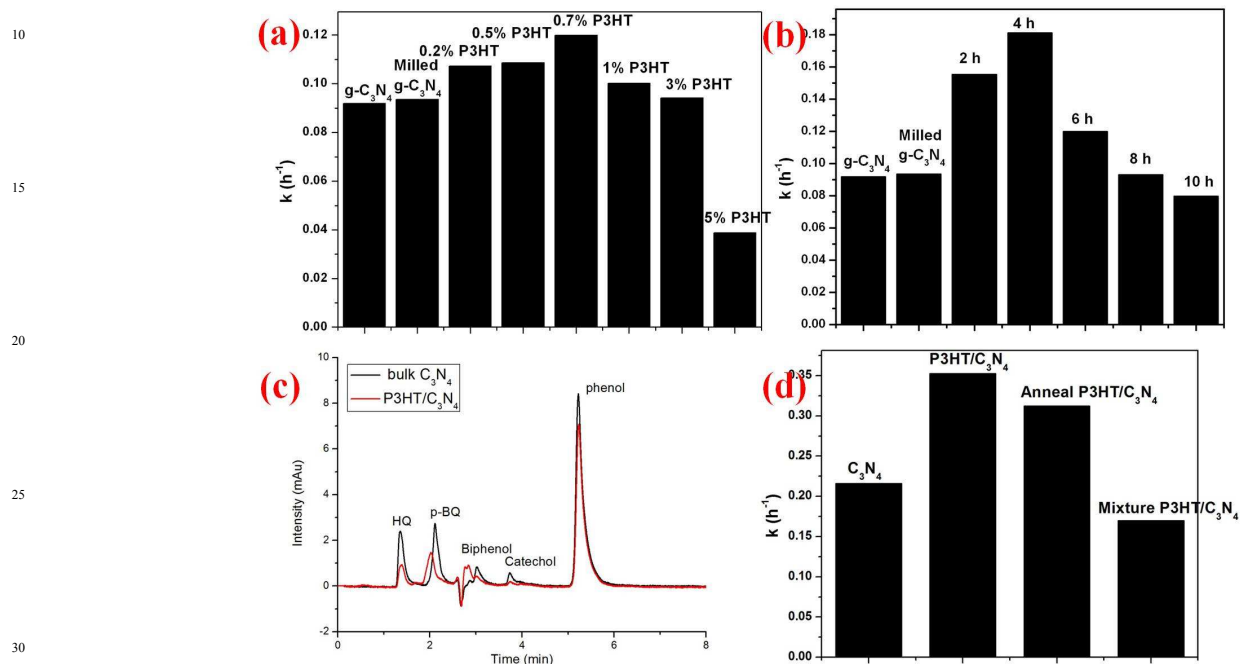 10
15
20
25
30
(a)
0.12
0.10
0.08
0.06
0.04
0.02
0.00
k (h⁻¹)
g-C₃N₄
Milled
g-C₃N₄
0.2% P3HT
0.5% P3HT
0.7% P3HT
1% P3HT
3% P3HT
5% P3HT
(b)
0.18
0.16
0.14
0.12
0.10
0.08
0.06
0.04
0.02
0.00
k (h⁻¹)
g-C₃N₄
Milled
g-C₃N₄
2 h
4 h
6 h
8 h
10 h
(c)
bulk C₃N₄
P3HT/C₃N₄
10
8
6
4
2
0
-2
Intensity (mAu)
HQ
p-BQ
Biphenol
Catechol
phenol
0
2
4
6
8
Time (min)
(d)
0.35
0.30
0.25
0.20
0.15
0.10
0.05
0.00
k (h⁻¹)
C₃N₄
P3HT/C₃N₄
Anneal P3HT/C₃N₄
Mixture P3HT/C₃N₄